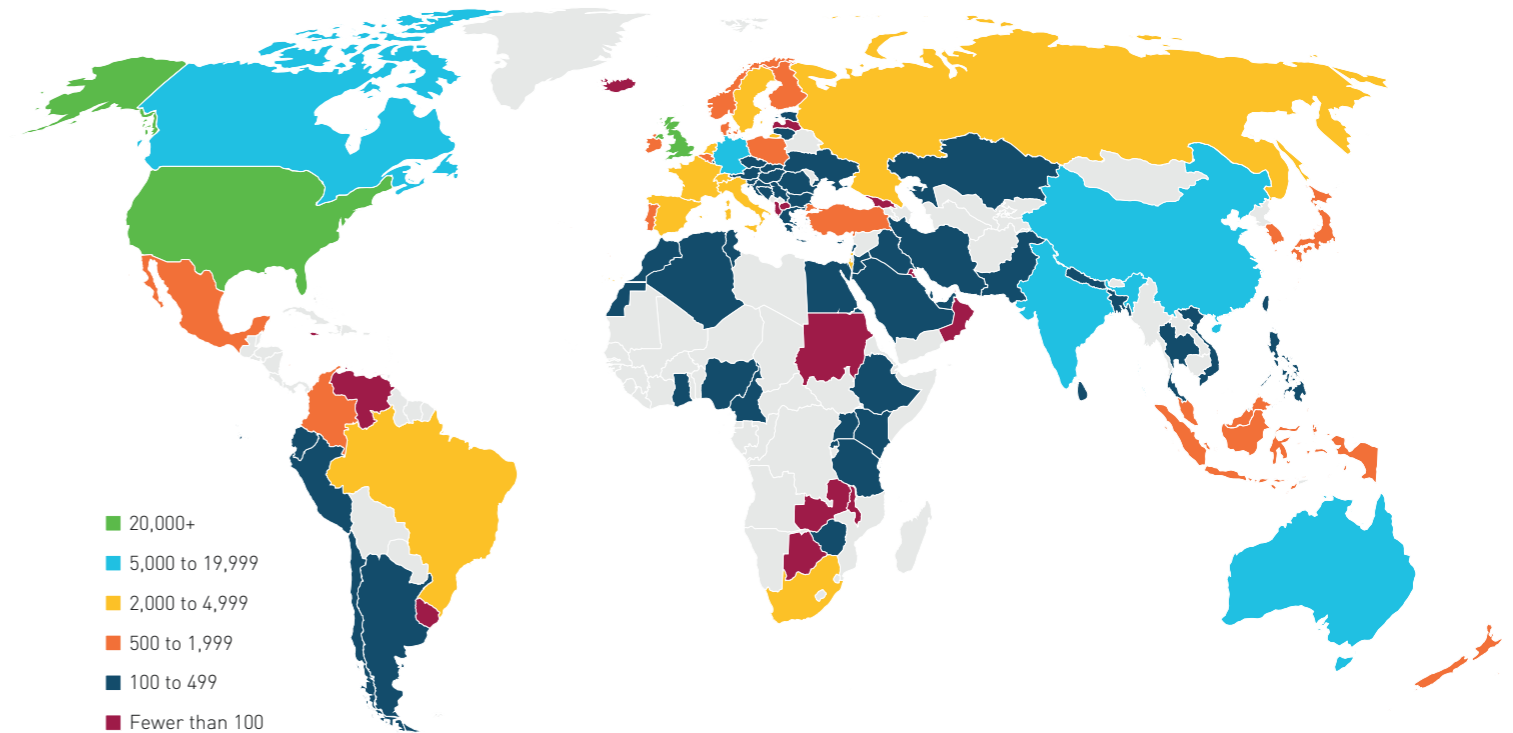 20,000+
5,000 to 19,999
2,000 to 4,999
500 to 1,999
100 to 499
Fewer than 100